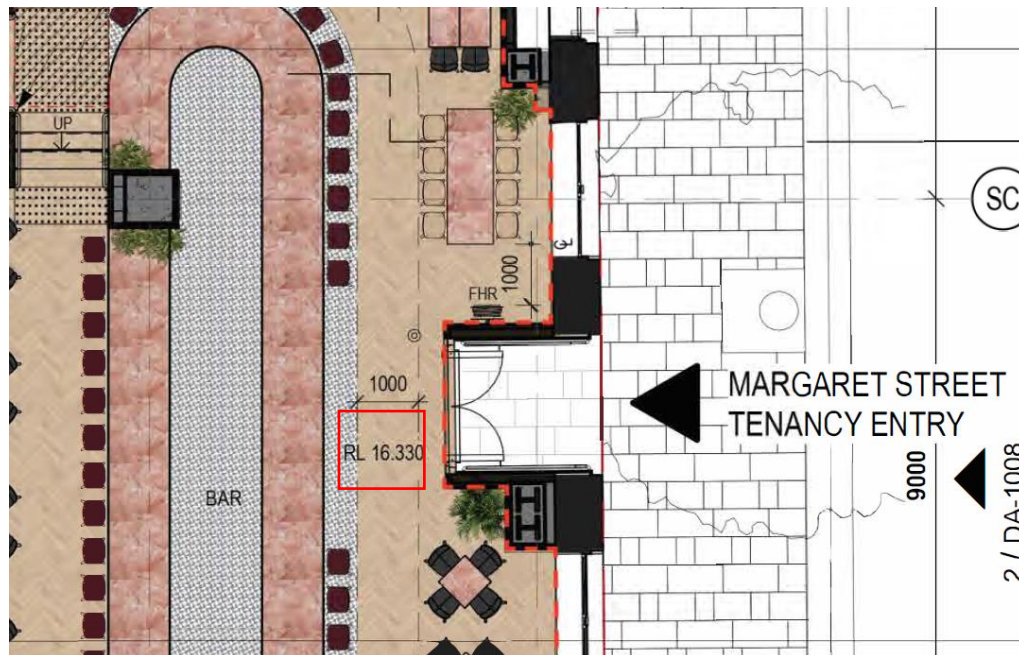 UP
SC
℄
1000
FHR
1000
MARGARET STREET
TENANCY ENTRY
RL 16.330
9000
BAR
2 / DA-1008